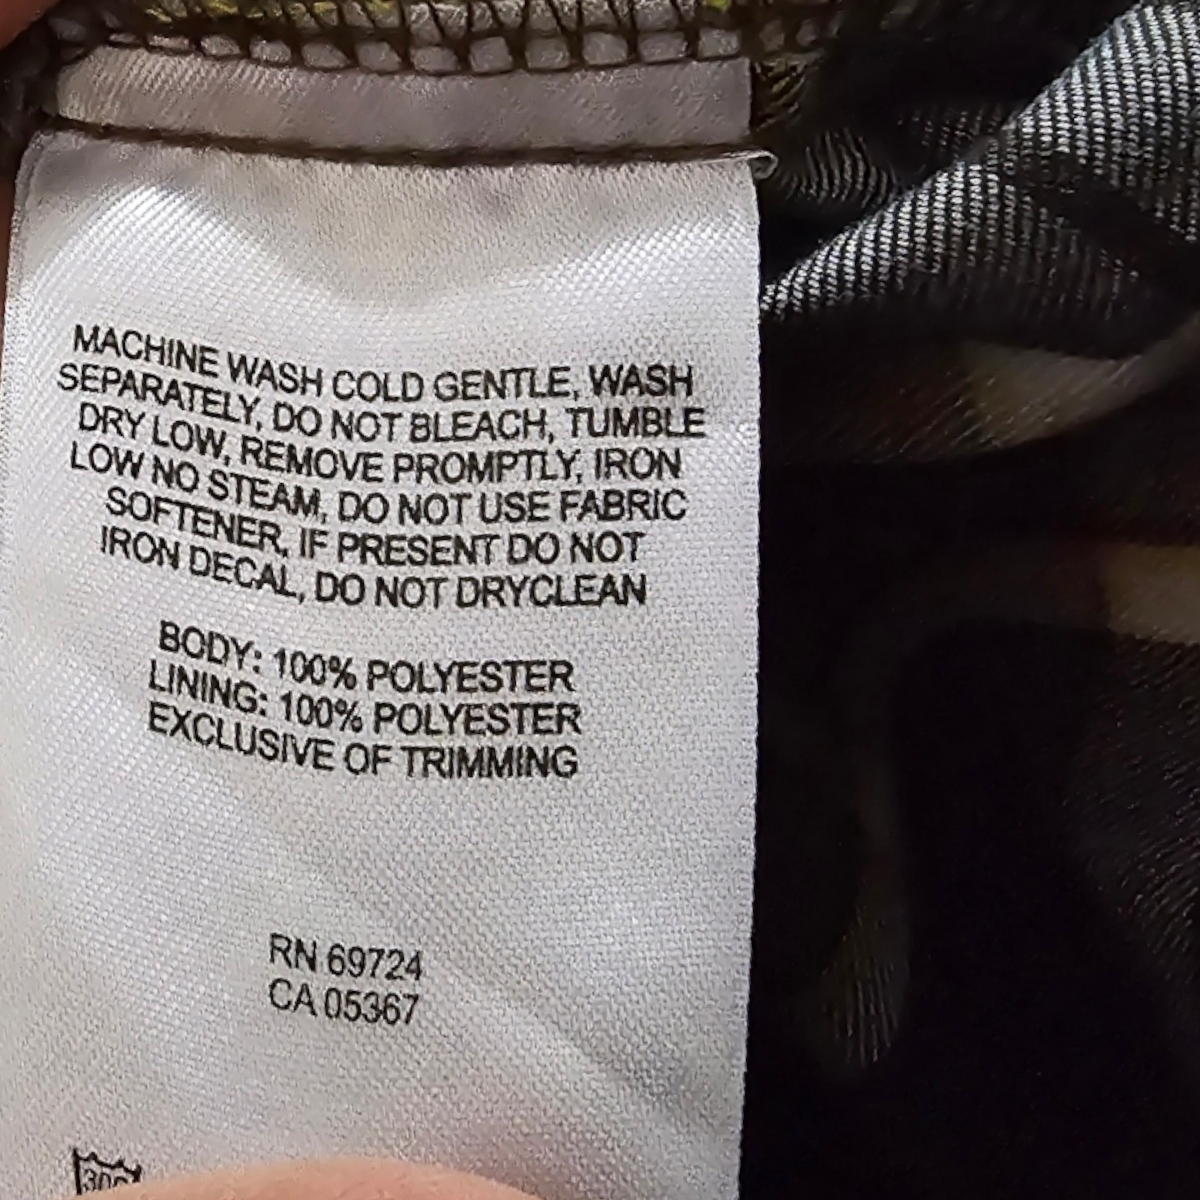 MACHINE WASH COLD GENTLE, WASH
SEPARATELY, DO NOT BLEACH, TUMBLE
DRY LOW, REMOVE PROMPTLY, IRON
LOW NO STEAM, DO NOT USE FABRIC
SOFTENER, IF PRESENT DO NOT
IRON DECAL, DO NOT DRYCLEAN
BODY: 100% POLYESTER
LINING: 100% POLYESTER
EXCLUSIVE OF TRIMMING
RN 69724
CA 05367